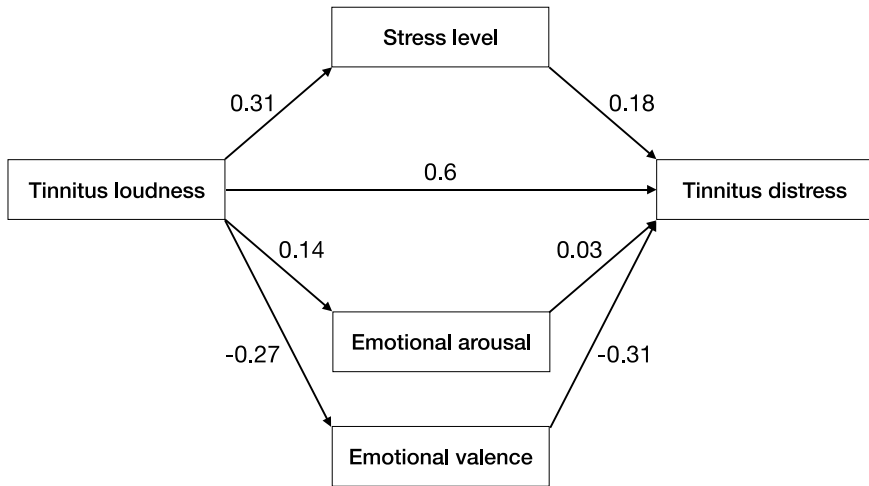 Stress level
0.31
0.18
Tinnitus loudness
0.6
Tinnitus distress
0.14
0.03
Emotional arousal
-0.27
-0.31
Emotional valence